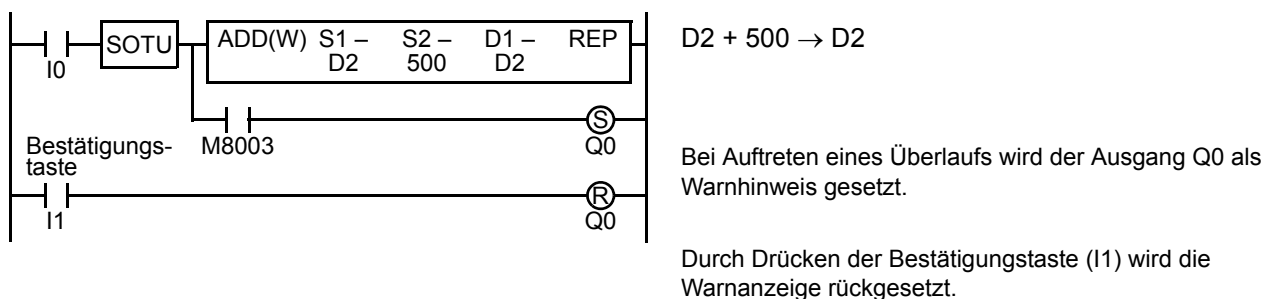 SOTU ADD(W) S1 – S2 – D1 – REP
I0 D2 500 D2
D2 + 500 → D2
S
M8003 Q0
Bestätigungs-
taste
R
I1 Q0
Bei Auftreten eines Überlaufs wird der Ausgang Q0 als
Warnhinweis gesetzt.
Durch Drücken der Bestätigungstaste (I1) wird die
Warnanzeige rückgesetzt.